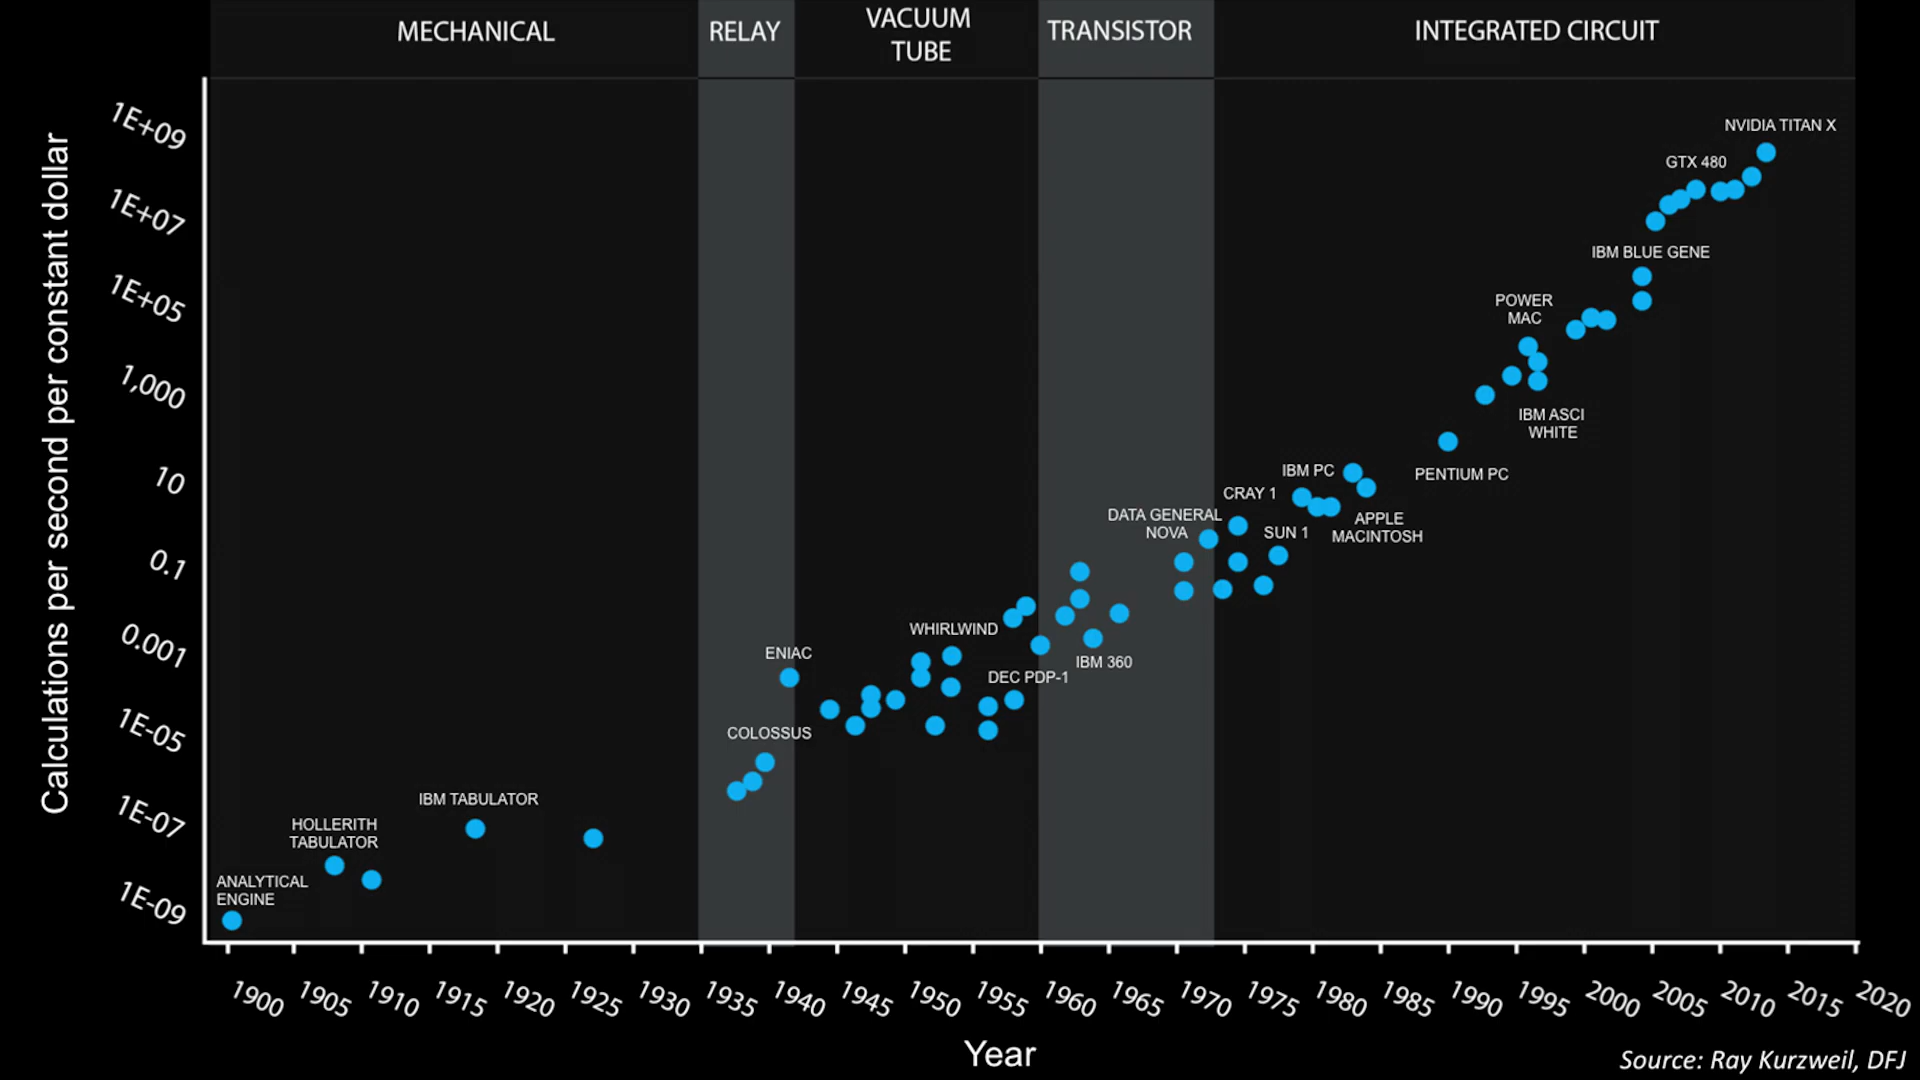 MECHANICAL
RELAY
VACUUM
TUBE
TRANSISTOR
INTEGRATED CIRCUIT
Calculations per second per constant dollar
1E+09
1E+07
1E+05
1,000
10
0.1
0.001
1E-05
1E-07
1E-09
NVIDIA TITAN X
GTX 480
IBM BLUE GENE
POWER
MAC
IBM ASCI
WHITE
PENTIUM PC
IBM PC
CRAY 1
APPLE
MACINTOSH
SUN 1
DATA GENERAL
NOVA
WHIRLWIND
IBM 360
DEC PDP-1
ENIAC
COLOSSUS
IBM TABULATOR
HOLLERITH
TABULATOR
ANALYTICAL
ENGINE
1900
1905
1910
1915
1920
1925
1930
1935
1940
1945
1950
1955
1960
1965
1970
1975
1980
1985
1990
1995
2000
2005
2010
2015
2020
Year
Source: Ray Kurzweil, DFJ